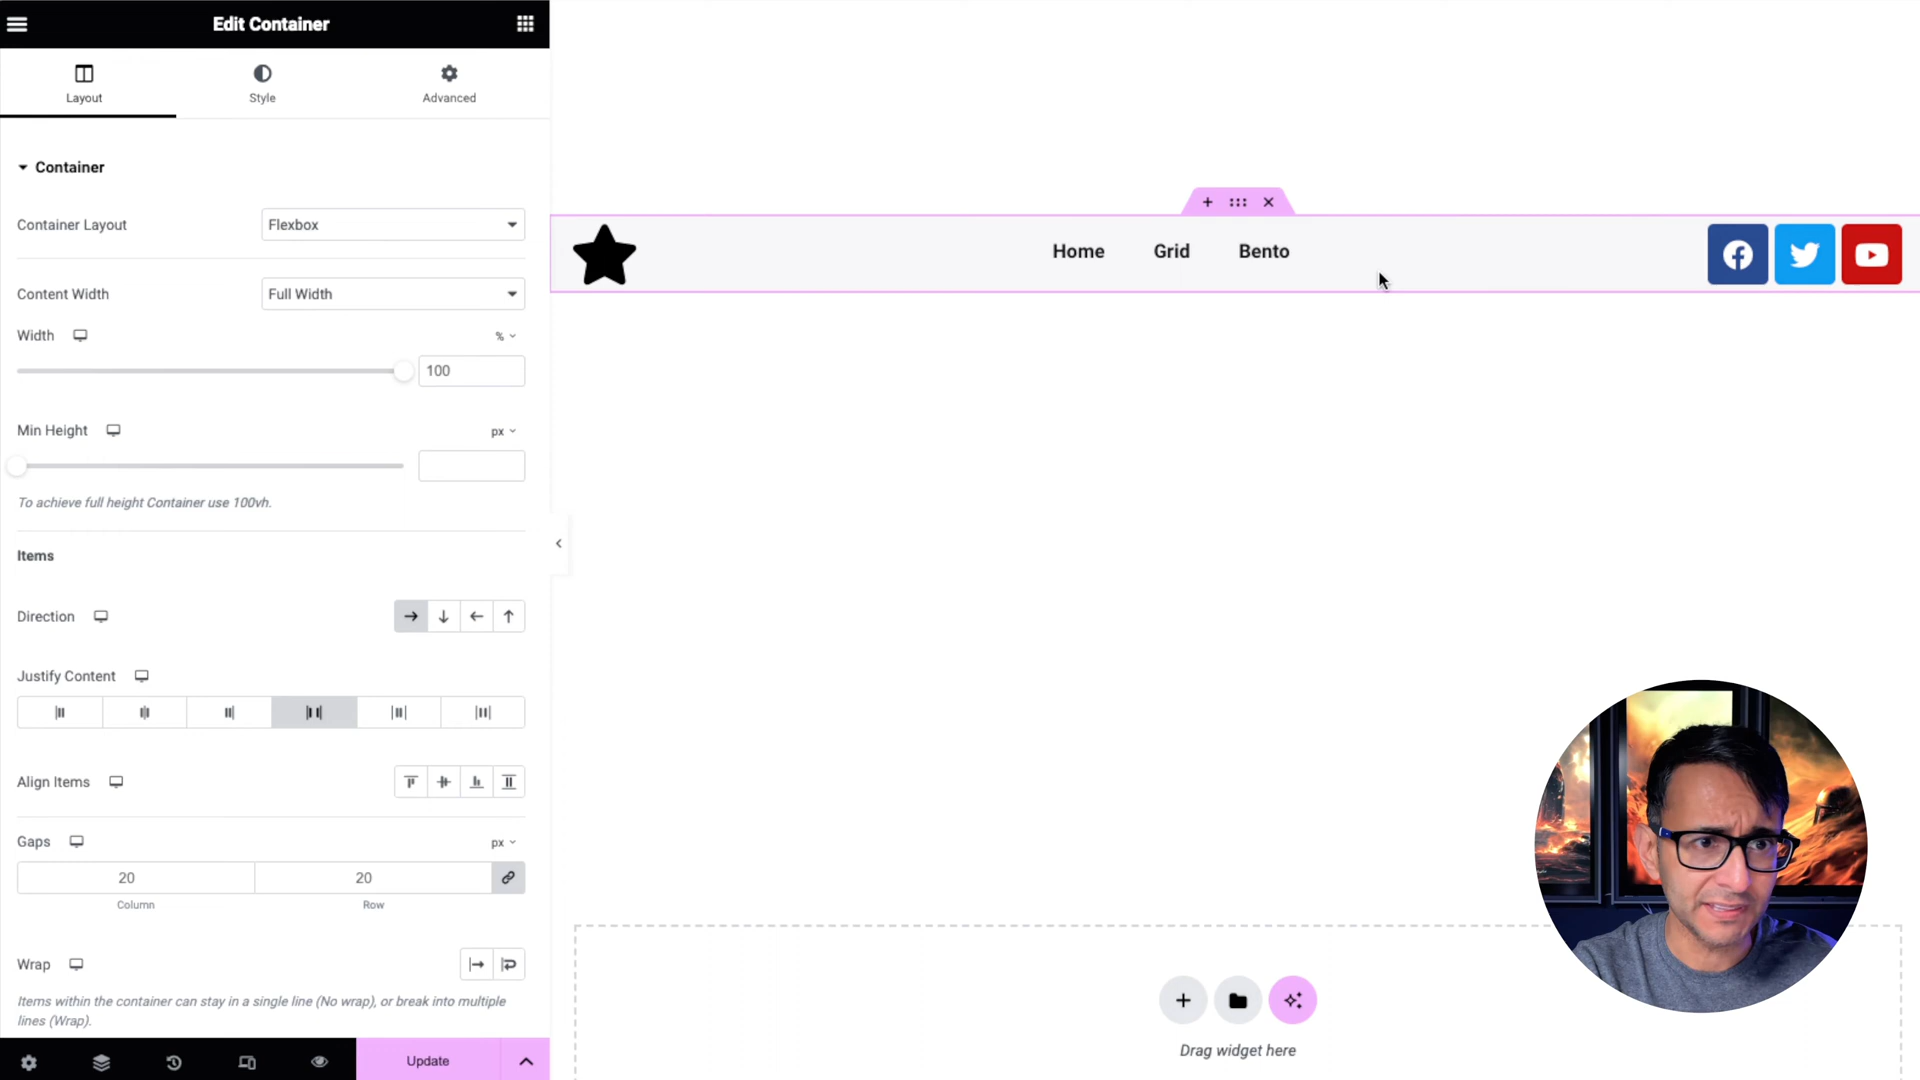 Edit Container
Layout
Style
Advanced
Container
Container Layout
Flexbox
Content Width
Full Width
Width
%
100
Min Height
px
To achieve full height Container use 100vh.
Items
Direction
Justify Content
Align Items
Gaps
px
20
20
Column
Row
Wrap
Items within the container can stay in a single line (No wrap), or break into multiple
lines (Wrap).
Update
Home
Grid
Bento
Drag widget here